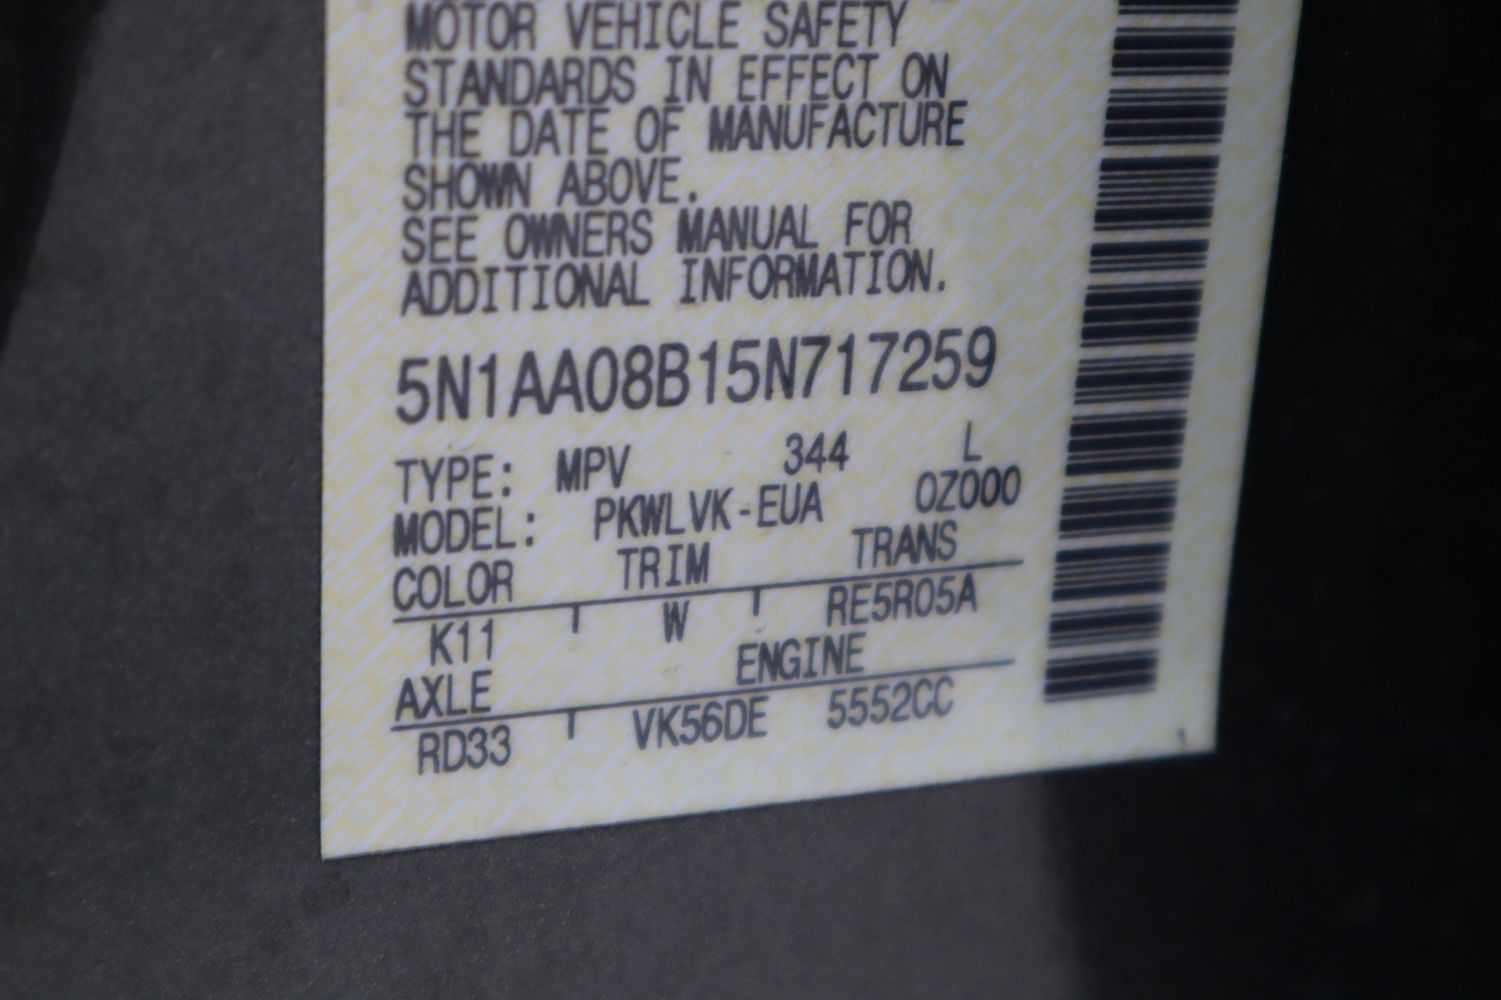 MOTOR VEHICLE SAFETY
STANDARDS IN EFFECT ON
THE DATE OF MANUFACTURE
SHOWN ABOVE.
SEE OWNERS MANUAL FOR
ADDITIONAL INFORMATION.
5N1AA08B15N717259
TYPE: MPV 344 L
MODEL: PKWLVK-EUA 0Z000
COLOR TRIM TRANS
K11 W RE5R05A
AXLE ENGINE
RD33 VK56DE 5552CC